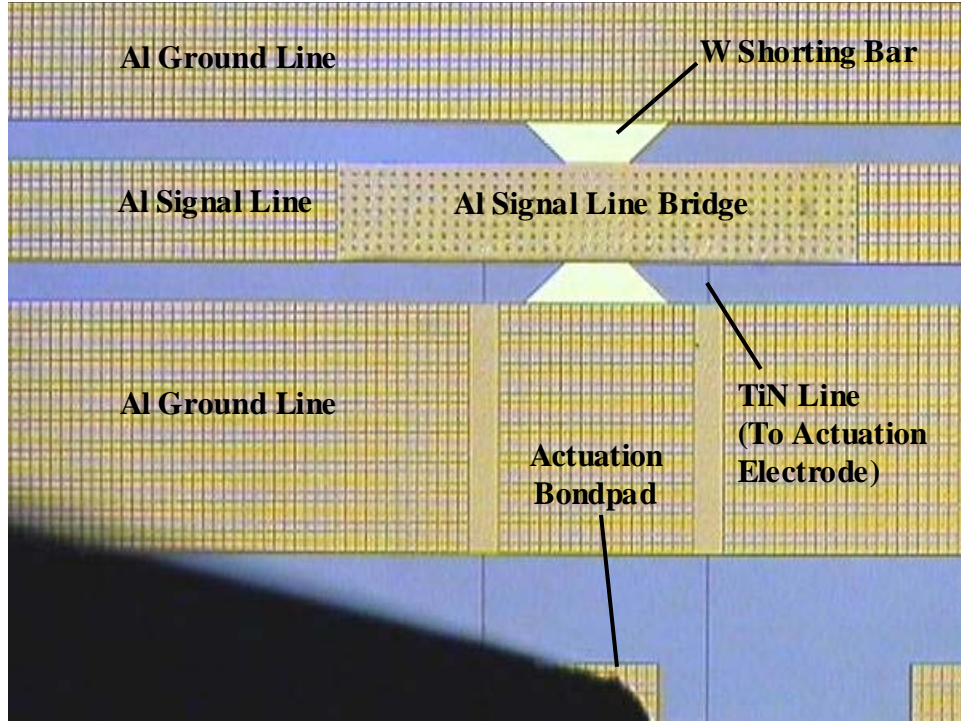 Al Ground Line
W Shorting Bar
Al Signal Line
Al Signal Line Bridge
Al Ground Line
TiN Line
(To Actuation
Electrode)
Actuation
Bondpad